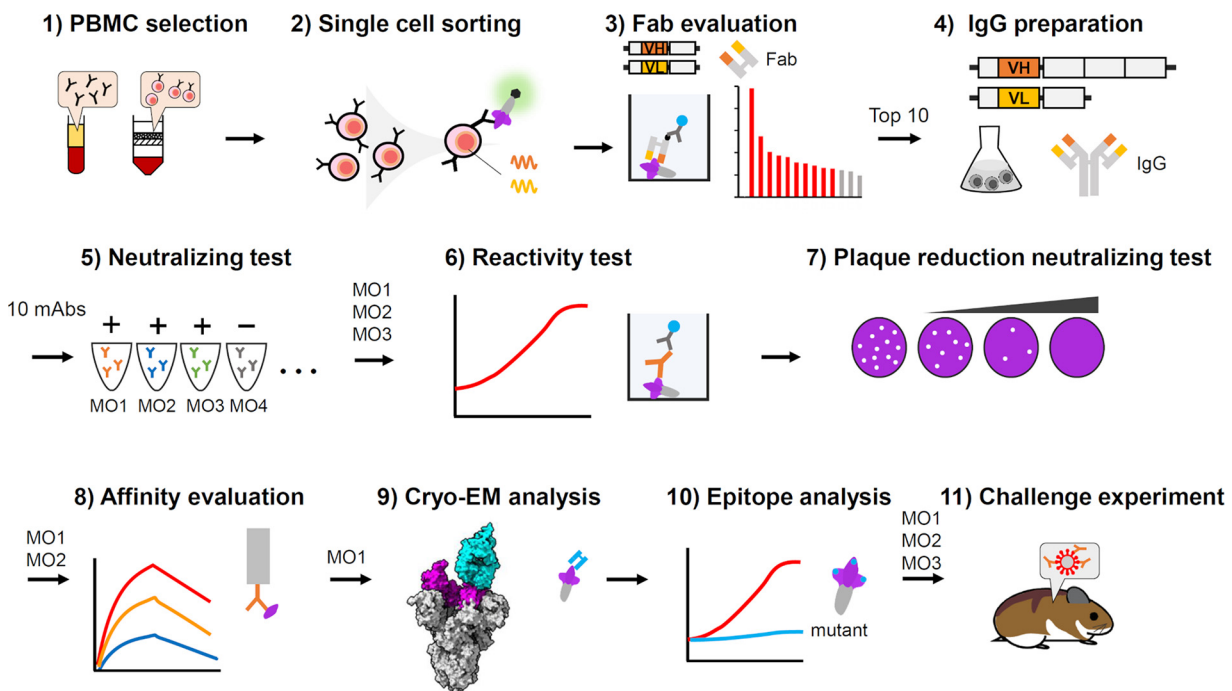 1) PBMC selection
2) Single cell sorting
3) Fab evaluation
VH
VL
Fab
Top 10
4) IgG preparation
VH
VL
IgG
5) Neutralizing test
10 mAbs
+ + + −
MO1 MO2 MO3 MO4
...
MO1
MO2
MO3
6) Reactivity test
7) Plaque reduction neutralizing test
8) Affinity evaluation
MO1
MO2
9) Cryo-EM analysis
MO1
10) Epitope analysis
mutant
11) Challenge experiment
MO1
MO2
MO3